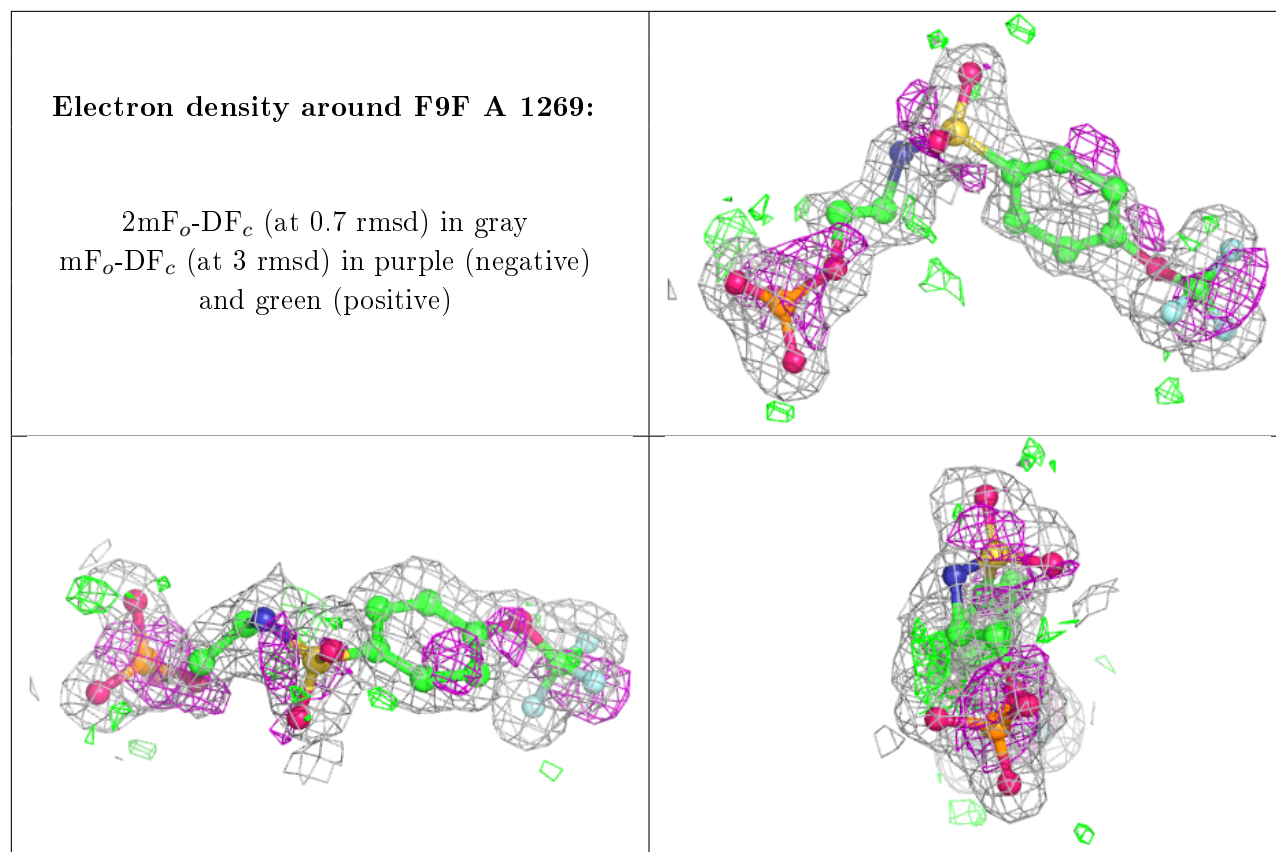 Electron density around F9F A 1269:
2mFo-DFc (at 0.7 rmsd) in gray
mFo-DFc (at 3 rmsd) in purple (negative)
and green (positive)